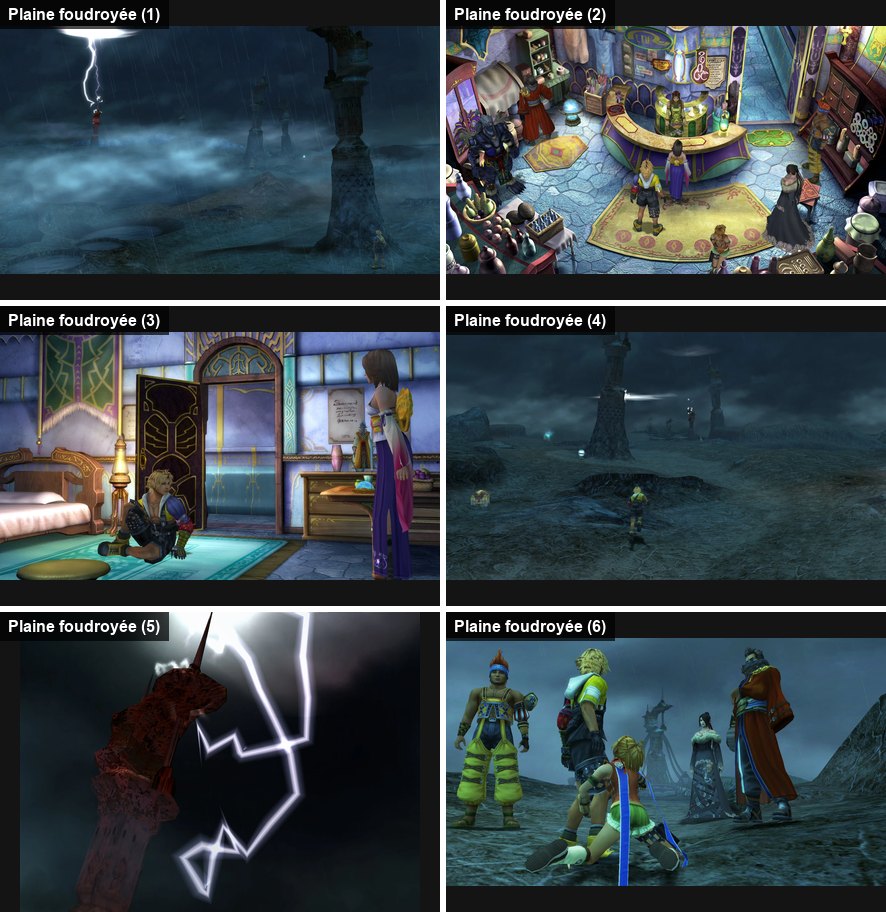 Plaine foudroyée (1)
Plaine foudroyée (2)
Plaine foudroyée (3)
Plaine foudroyée (4)
Plaine foudroyée (5)
Plaine foudroyée (6)